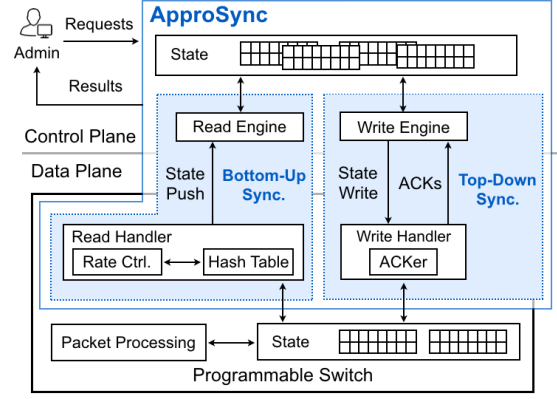 ApproSync
Requests
Admin
Results
State
Control Plane
Data Plane
Read Engine
State
Push
Bottom-Up
Sync.
Write Engine
State
Write
ACKs
Top-Down
Sync.
Read Handler
Rate Ctrl.
Hash Table
Write Handler
ACKer
Packet Processing
State
Programmable Switch